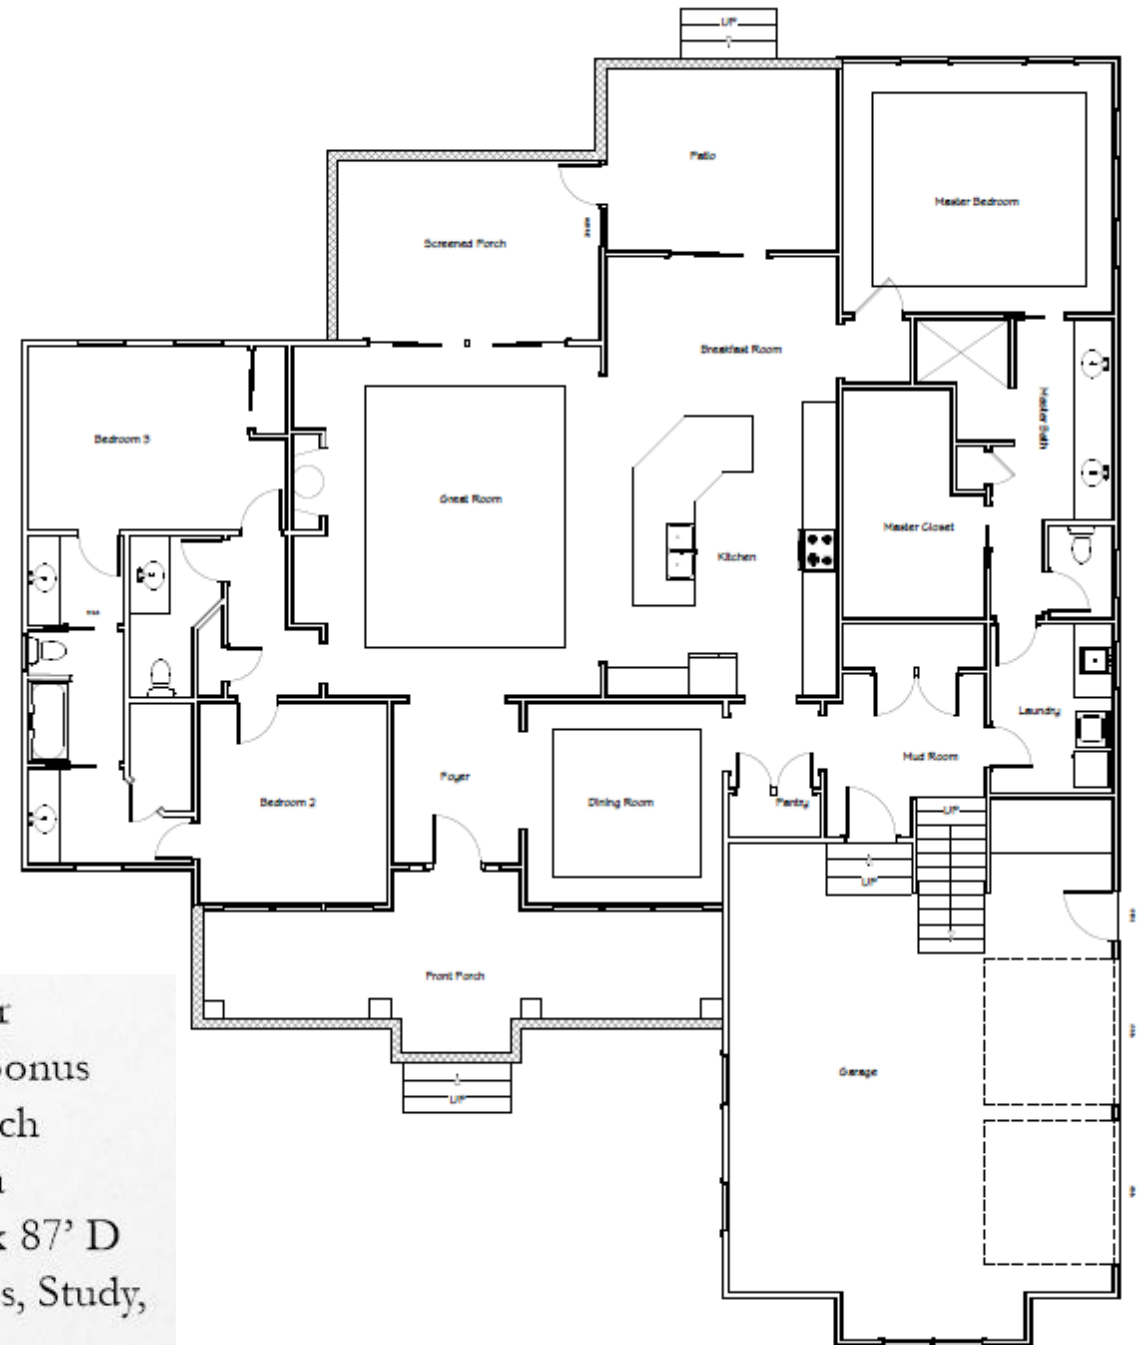 UP
Patio
Master Bedroom
Screened Porch
Breakfast Room
Master Bath
Bedroom 3
Great Room
Kitchen
Master Closet
Laundry
Mud Room
Foyer
Bedroom 2
Dining Room
Pantry
UP
UP
Front Porch
Garage
UP
r
bonus
ch
x 87' D
s, Study,